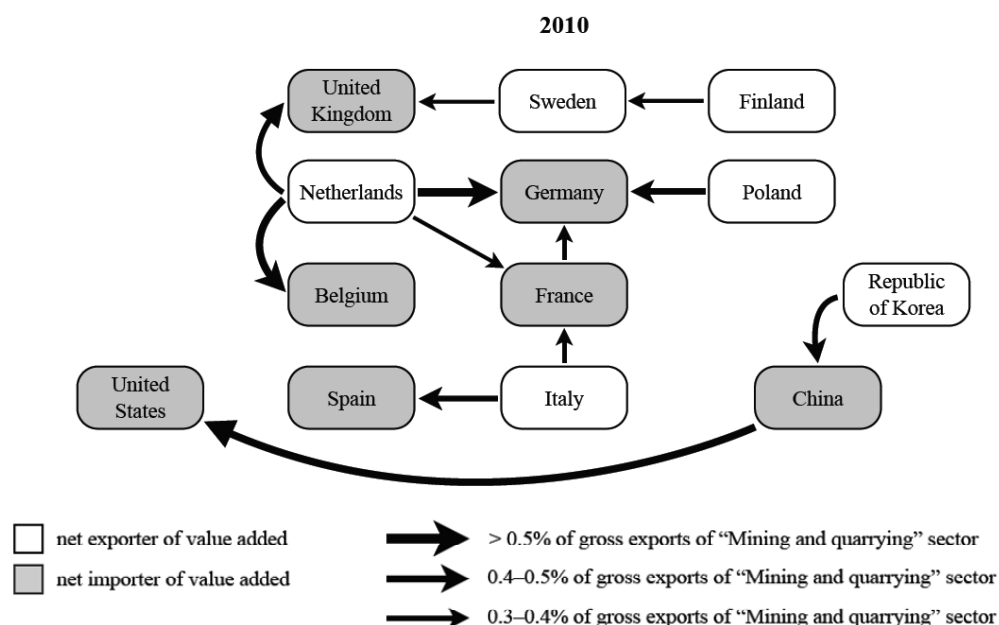 2010
United
Kingdom
Sweden
Finland
Netherlands
Germany
Poland
Belgium
France
Republic
of Korea
United
States
Spain
Italy
China
net exporter of value added
> 0.5% of gross exports of “Mining and quarrying” sector
net importer of value added
0.4–0.5% of gross exports of “Mining and quarrying” sector
0.3–0.4% of gross exports of “Mining and quarrying” sector